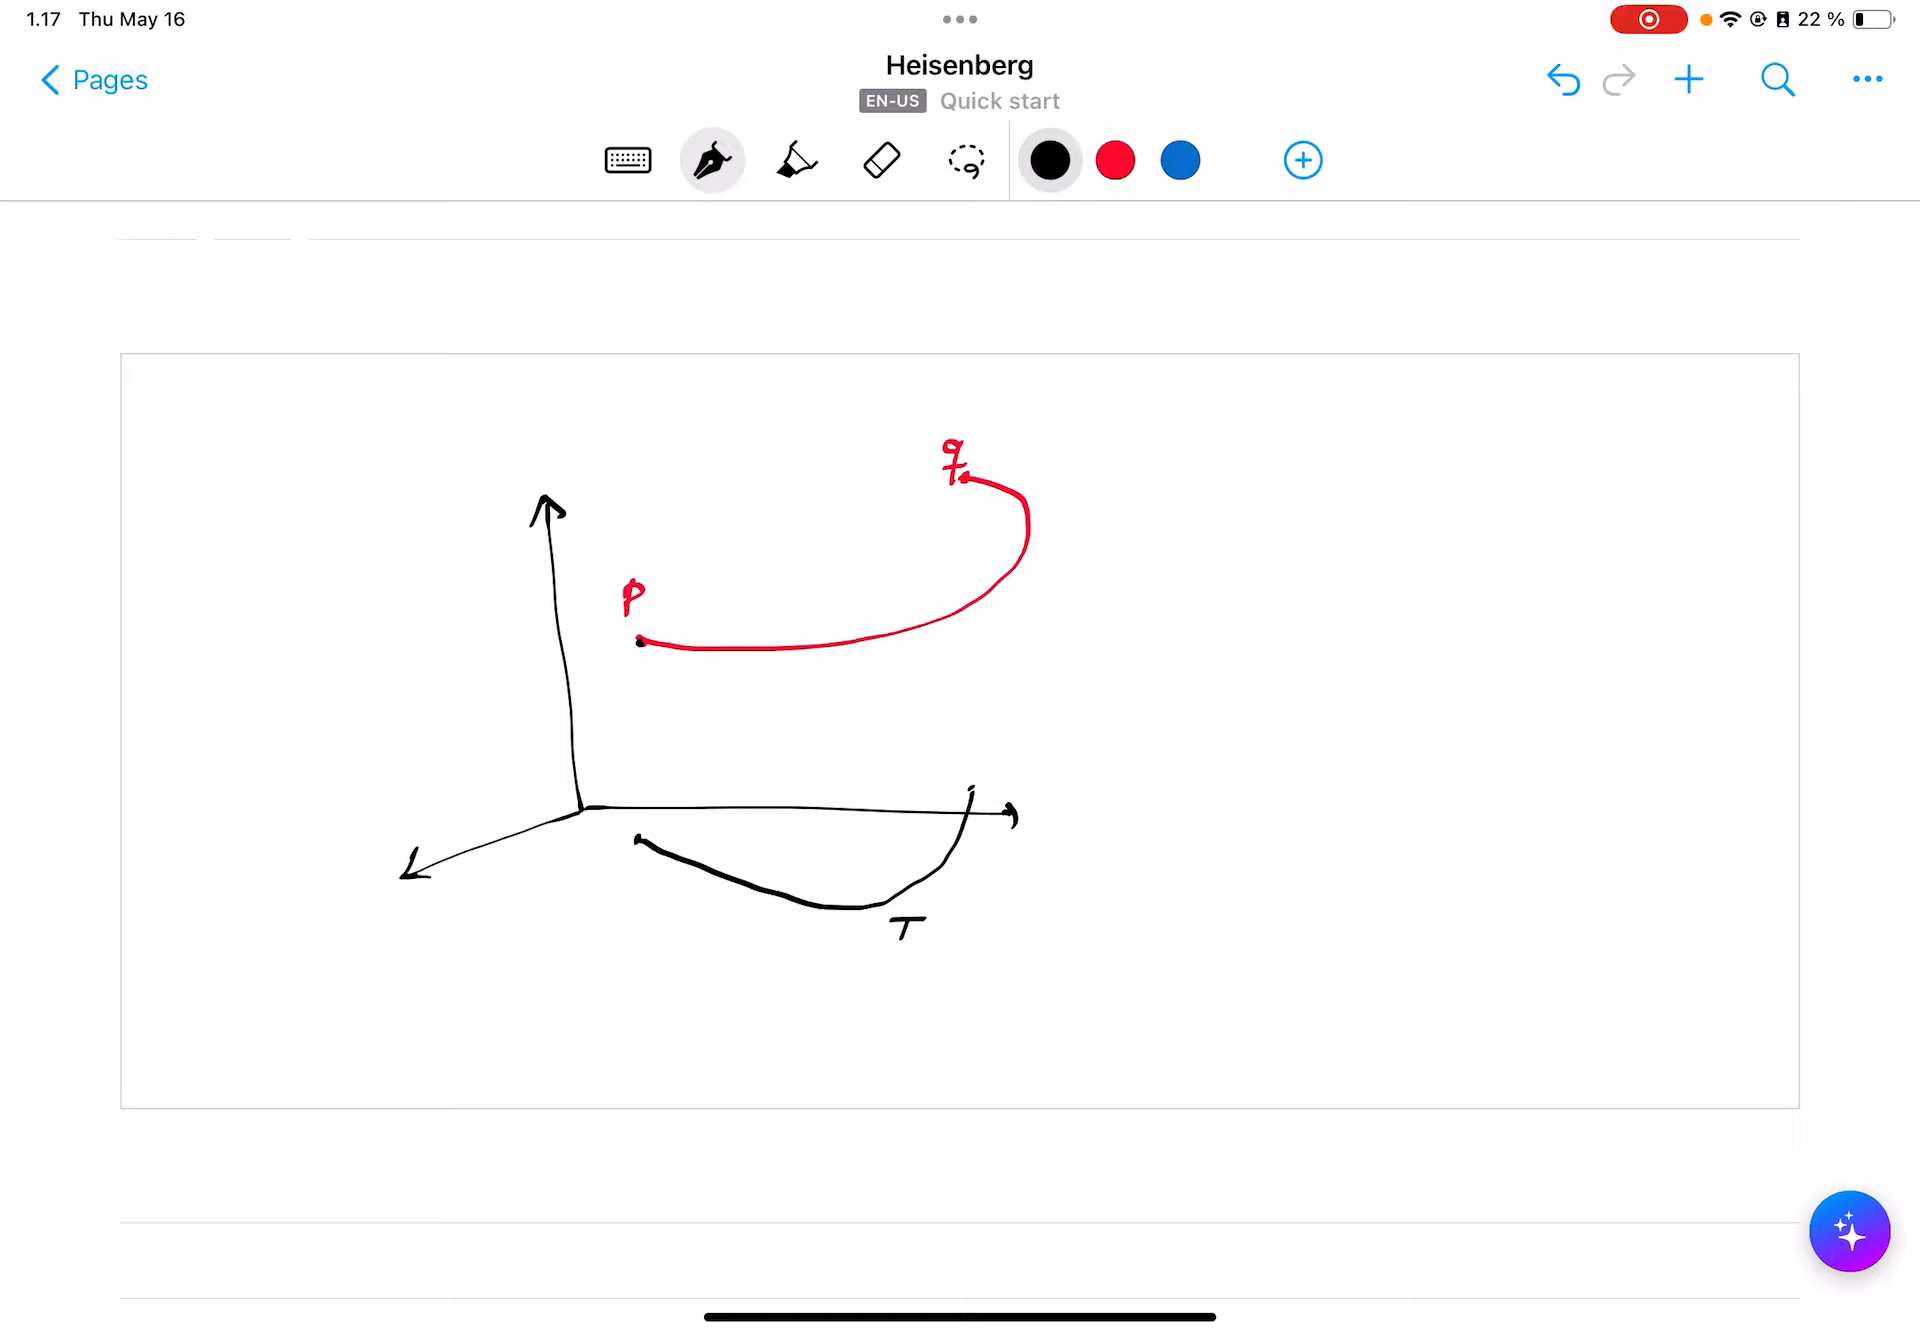 1.17 Thu May 16
22 %
Pages
Heisenberg
EN-US Quick start
q
p
T